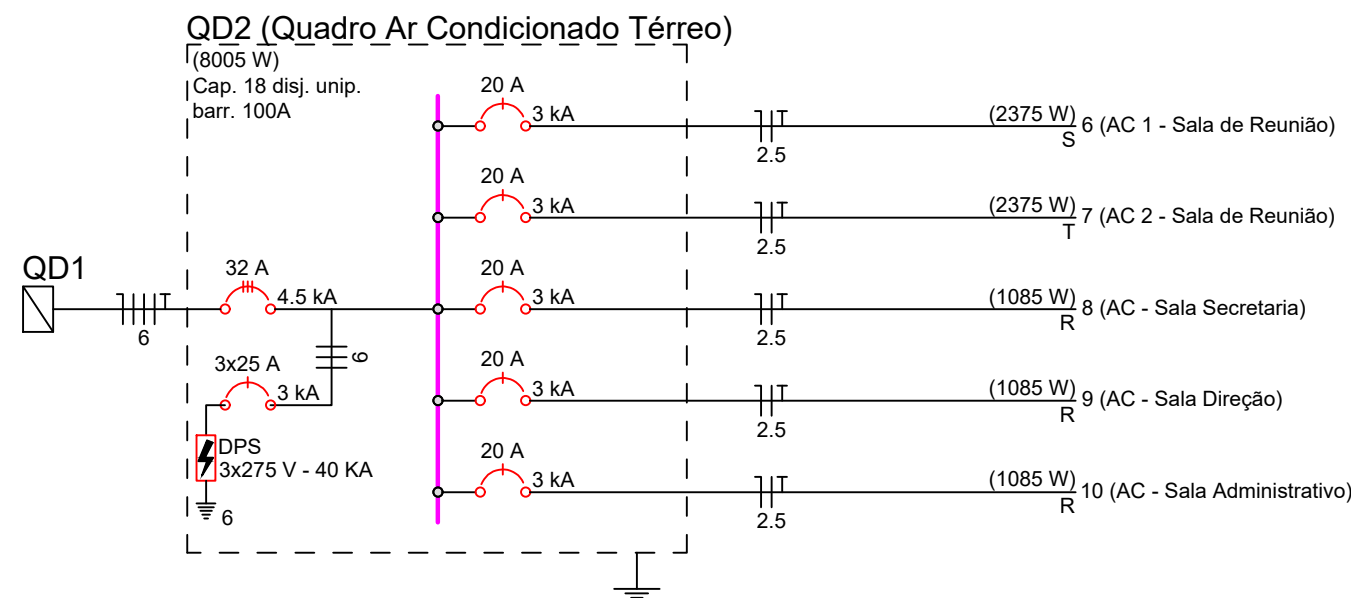 QD2 (Quadro Ar Condicionado Térreo)
(8005 W)
Cap. 18 disj. unip.
barr. 100A
20 A
3 kA
2.5
(2375 W)
S
6 (AC 1 - Sala de Reunião)
20 A
3 kA
2.5
(2375 W)
T
7 (AC 2 - Sala de Reunião)
QD1
6
32 A
4.5 kA
20 A
3 kA
2.5
(1085 W)
R
8 (AC - Sala Secretaria)
6
3x25 A
3 kA
20 A
3 kA
2.5
(1085 W)
R
9 (AC - Sala Direção)
DPS
3x275 V - 40 KA
6
20 A
3 kA
2.5
(1085 W)
R
10 (AC - Sala Administrativo)